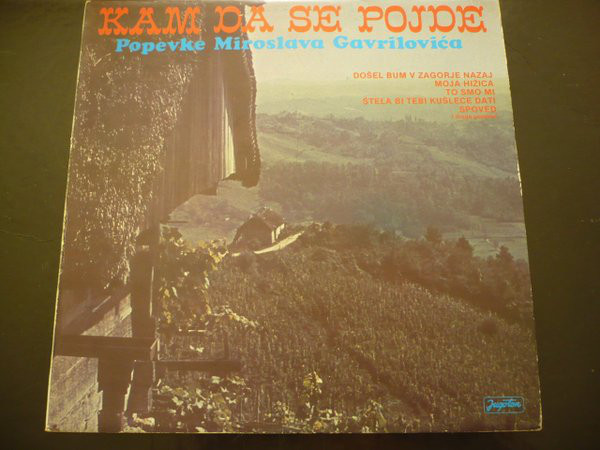 KAM DA SE POJDE
Popevke Miroslava Gavrilovića
DOŠEL BUM V ZAGORJE NAZAJ
MOJA HIŽICA
TO SMO MI
ŠTELA BI TEBI KUŠLECE DATI
SPOVED
Jugoton